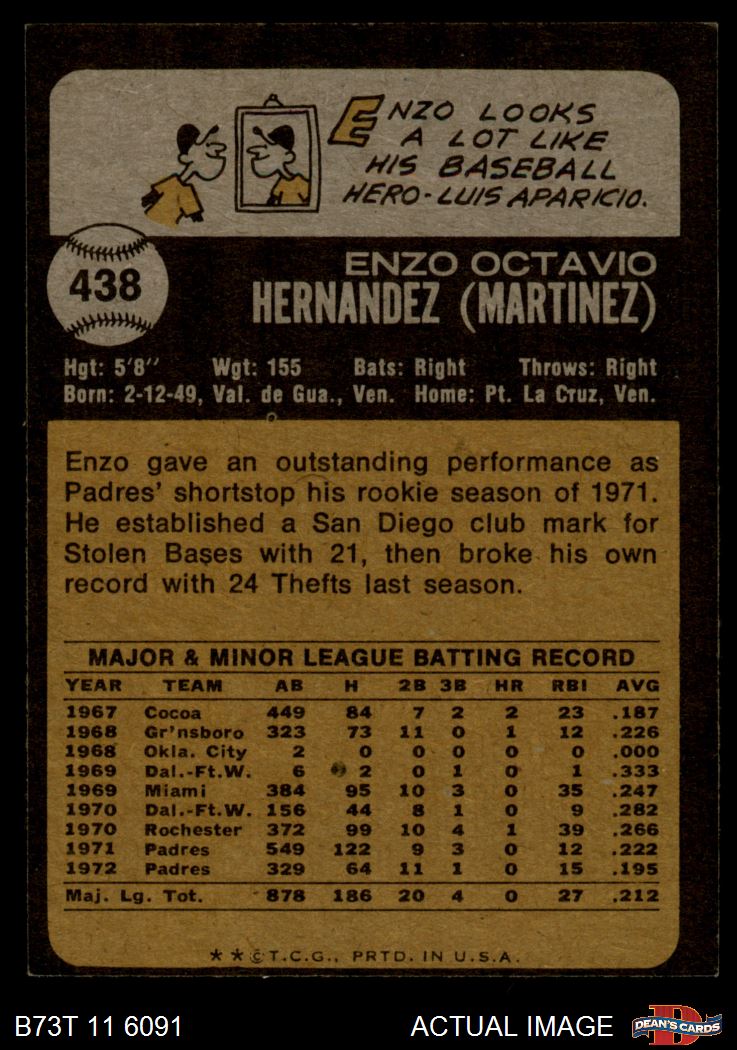 ENZO LOOKS
A LOT LIKE
HIS BASEBALL
HERO-LUIS APARICIO.
438
ENZO OCTAVIO
HERNANDEZ (MARTINEZ)
Hgt: 5'8" Wgt: 155 Bats: Right Throws: Right
Born: 2-12-49, Val. de Gua., Ven. Home: Pt. La Cruz, Ven.
Enzo gave an outstanding performance as
Padres' shortstop his rookie season of 1971.
He established a San Diego club mark for
Stolen Bases with 21, then broke his own
record with 24 Thefts last season.
MAJOR & MINOR LEAGUE BATTING RECORD
YEAR TEAM AB H 2B 3B HR RBI AVG
1967 Cocoa 449 84 7 2 2 23 .187
1968 Gr'nsboro 323 73 11 0 1 12 .226
1968 Okla. City 2 0 0 0 0 0 .000
1969 Dal.-Ft.W. 6 2 0 1 0 1 .333
1969 Miami 384 95 10 3 0 35 .247
1970 Dal.-Ft.W. 156 44 8 1 0 9 .282
1970 Rochester 372 99 10 4 1 39 .266
1971 Padres 549 122 9 3 0 12 .222
1972 Padres 329 64 11 1 0 15 .195
Maj. Lg. Tot. 878 186 20 4 0 27 .212
**©T.C.G., PRTD. IN U.S.A.
B73T 11 6091 ACTUAL IMAGE DEAN'S CARDS